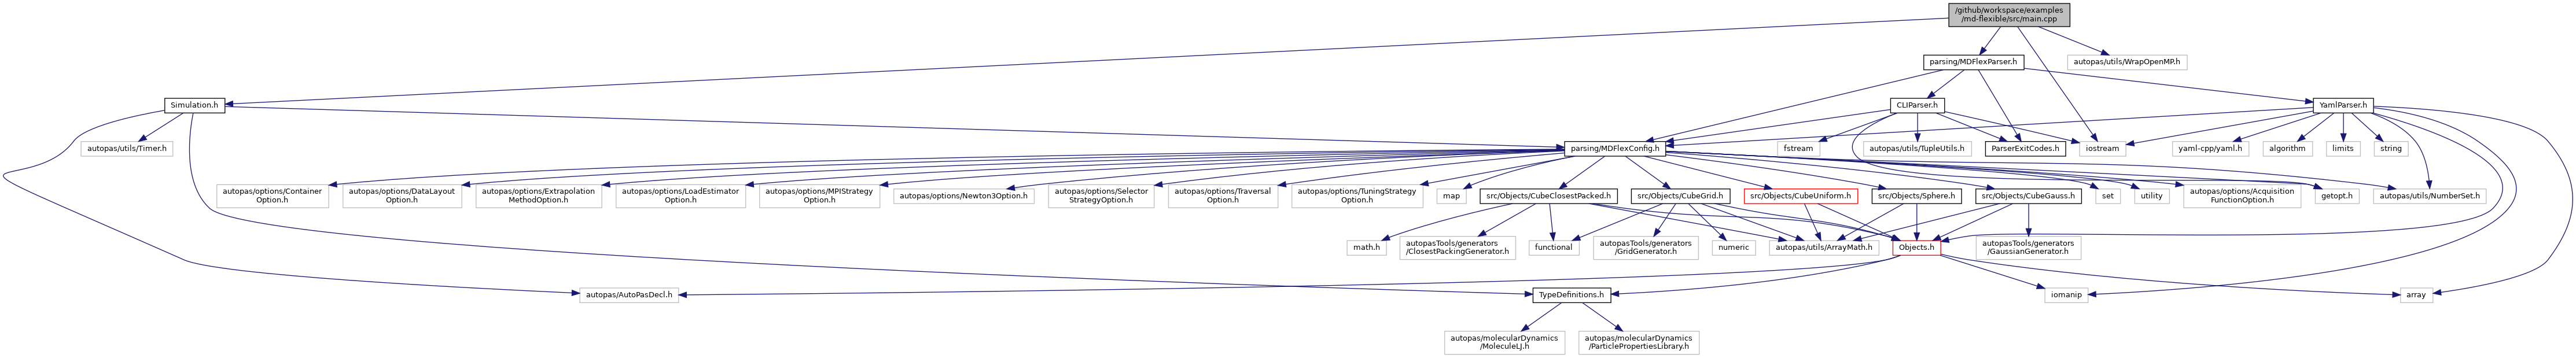 /github/workspace/examples
/md-flexible/src/main.cpp
parsing/MDFlexParser.h
autopas/utils/WrapOpenMP.h
Simulation.h
CLIParser.h
YamlParser.h
autopas/utils/Timer.h
parsing/MDFlexConfig.h
fstream
autopas/utils/TupleUtils.h
ParserExitCodes.h
iostream
yaml-cpp/yaml.h
algorithm
limits
string
autopas/options/Container
Option.h
autopas/options/DataLayout
Option.h
autopas/options/Extrapolation
MethodOption.h
autopas/options/LoadEstimator
Option.h
autopas/options/MPIStrategy
Option.h
autopas/options/Newton3Option.h
autopas/options/Selector
StrategyOption.h
autopas/options/Traversal
Option.h
autopas/options/TuningStrategy
Option.h
map
src/Objects/CubeClosestPacked.h
src/Objects/CubeGrid.h
src/Objects/CubeUniform.h
src/Objects/Sphere.h
src/Objects/CubeGauss.h
set
utility
autopas/options/Acquisition
FunctionOption.h
getopt.h
autopas/utils/NumberSet.h
math.h
autopasTools/generators
/ClosestPackingGenerator.h
functional
autopasTools/generators
/GridGenerator.h
numeric
autopas/utils/ArrayMath.h
Objects.h
autopasTools/generators
/GaussianGenerator.h
autopas/AutoPasDecl.h
TypeDefinitions.h
iomanip
array
autopas/molecularDynamics
/MoleculeLJ.h
autopas/molecularDynamics
/ParticlePropertiesLibrary.h